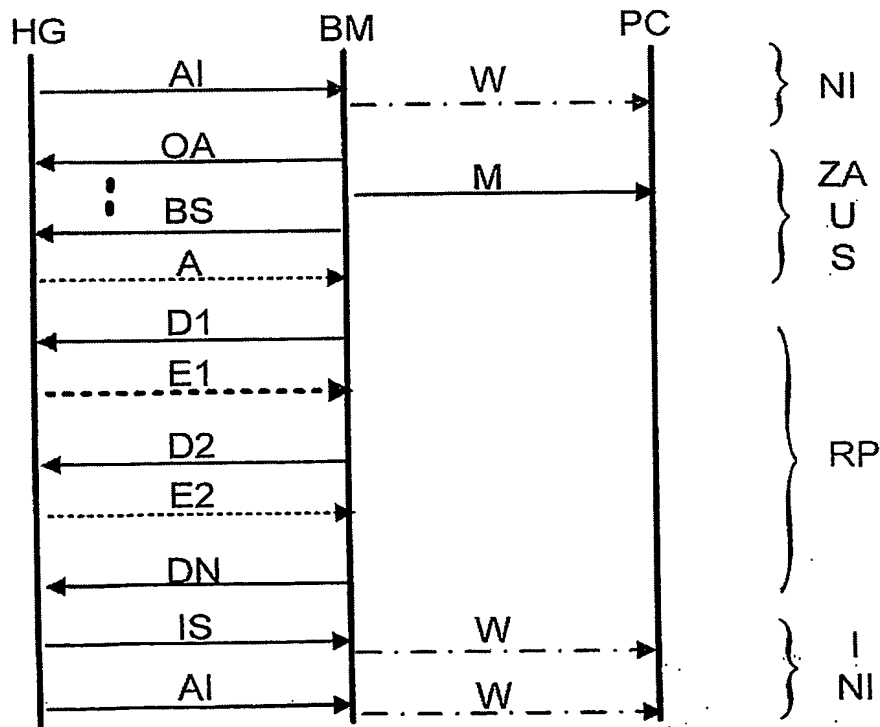 HG BM PC
AI W NI
OA
M ZA
BS U
A S
D1
E1
D2 RP
E2
DN
IS W I
AI W NI